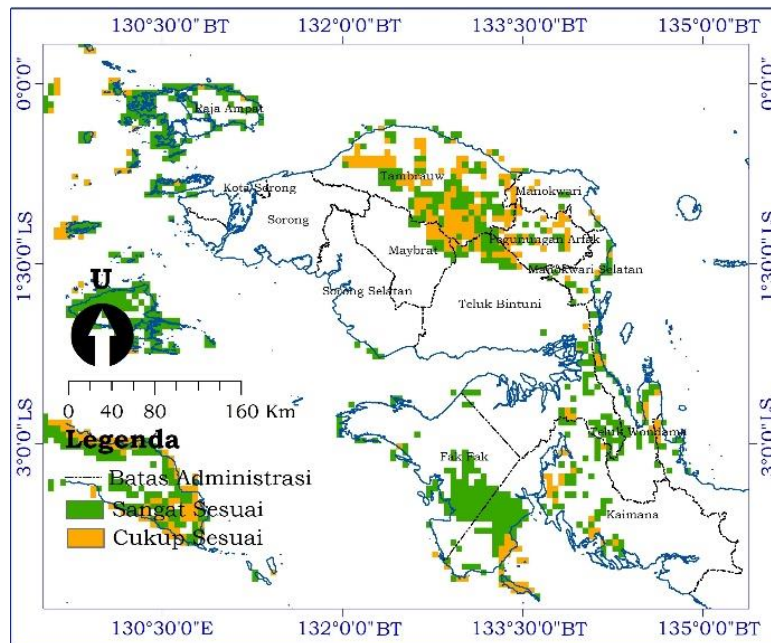 130°30'0"BT 132°0'0"BT 133°30'0"BT 135°0'0"BT
0°0'0"
0°0'0"
Raja Ampat
Tambrauw
Kota Sorong
Manokwari
Sorong
Maybrat
Pegunungan Arfak
1°30'0"LS
1°30'0"LS
Manokwari Selatan
U
Sorong Selatan
Teluk Bintuni
0 40 80 160 Km
Legenda
3°0'0"LS
3°0'0"LS
Teluk Wondama
Fak Fak
Batas Administrasi
Sangat Sesuai
Kaimana
Cukup Sesuai
130°30'0"E 132°0'0"BT 133°30'0"BT 135°0'0"BT